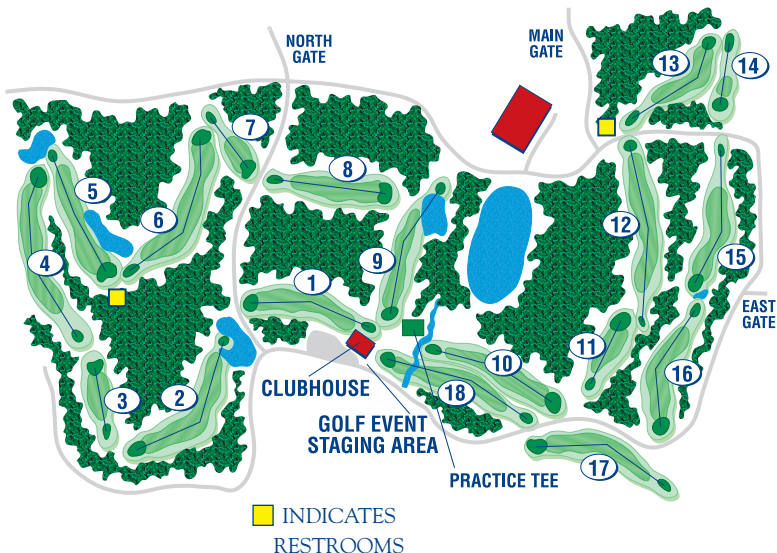 NORTH
GATE
MAIN
GATE
13
14
7
8
5
6
12
4
9
15
1
EAST
GATE
11
10
16
3
2
18
CLUBHOUSE
GOLF EVENT
STAGING AREA
17
PRACTICE TEE
INDICATES
RESTROOMS